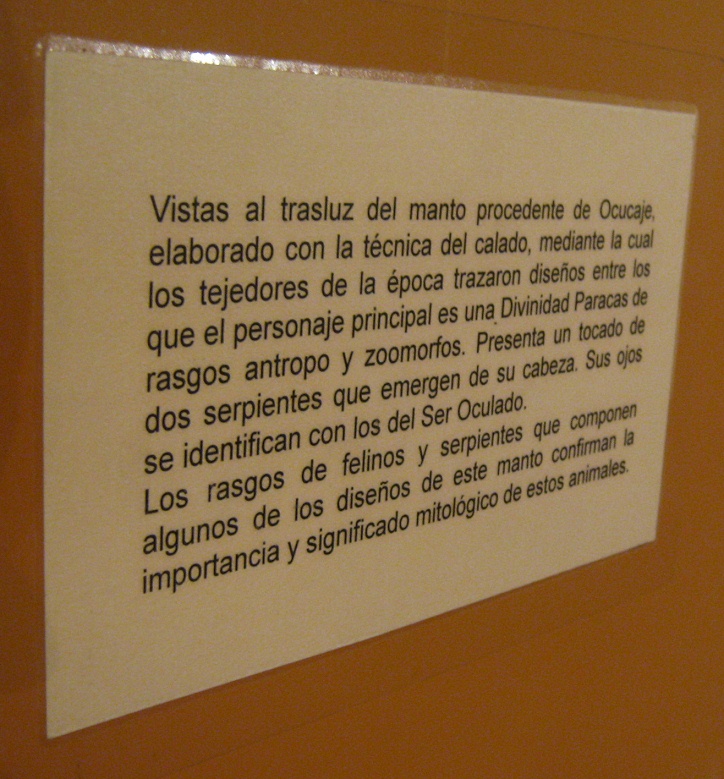 Vistas al trasluz del manto procedente de Ocucaje,
elaborado con la técnica del calado, mediante la cual
los tejedores de la época trazaron diseños entre los
que el personaje principal es una Divinidad Paracas de
rasgos antropo y zoomorfos. Presenta un tocado de
dos serpientes que emergen de su cabeza. Sus ojos
se identifican con los del Ser Oculado.
Los rasgos de felinos y serpientes que componen
algunos de los diseños de este manto confirman la
importancia y significado mitológico de estos animales.